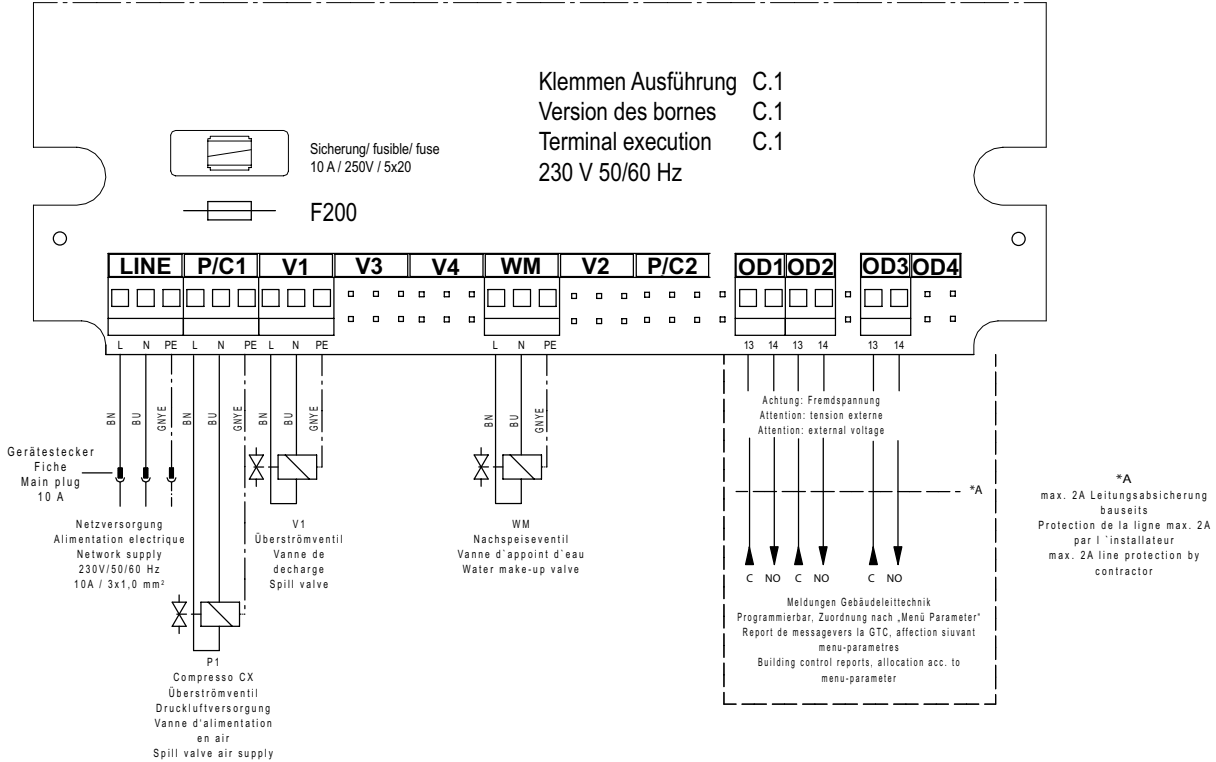 Klemmen Ausführung C.1
Version des bornes C.1
Terminal execution C.1
230 V 50/60 Hz
Sicherung/ fusible/ fuse
10 A / 250V / 5x20
F200
LINE P/C1 V1 V3 V4 WM V2 P/C2 OD1 OD2 OD3 OD4
L N PE L N PE L N PE L N PE 13 14 13 14 13 14
BN BU GNYE BN BU GNYE BN BU GNYE BN BU GNYE
Achtung: Fremdspannung
Attention: tension externe
Attention: external voltage
Gerätestecker
Fiche
Main plug
10 A
Netzversorgung
Alimentation electrique
Network supply
230V/50/60 Hz
10A / 3x1,0 mm²
V1
Überströmventil
Vanne de
decharge
Spill valve
WM
Nachspeiseventil
Vanne d`appoint d`eau
Water make-up valve
*A
C NO C NO C NO
Meldungen Gebäudeleittechnik
Programmierbar, Zuordnung nach „Menü Parameter"
Report de messagevers la GTC, affection siuvant
menu-parametres
Building control reports, allocation acc. to
menu-parameter
*A
max. 2A Leitungsabsicherung
bauseits
Protection de la ligne max. 2A
par l `installateur
max. 2A line protection by
contractor
P1
Compresso CX
Überströmventil
Druckluftversorgung
Vanne d'alimentation
en air
Spill valve air supply